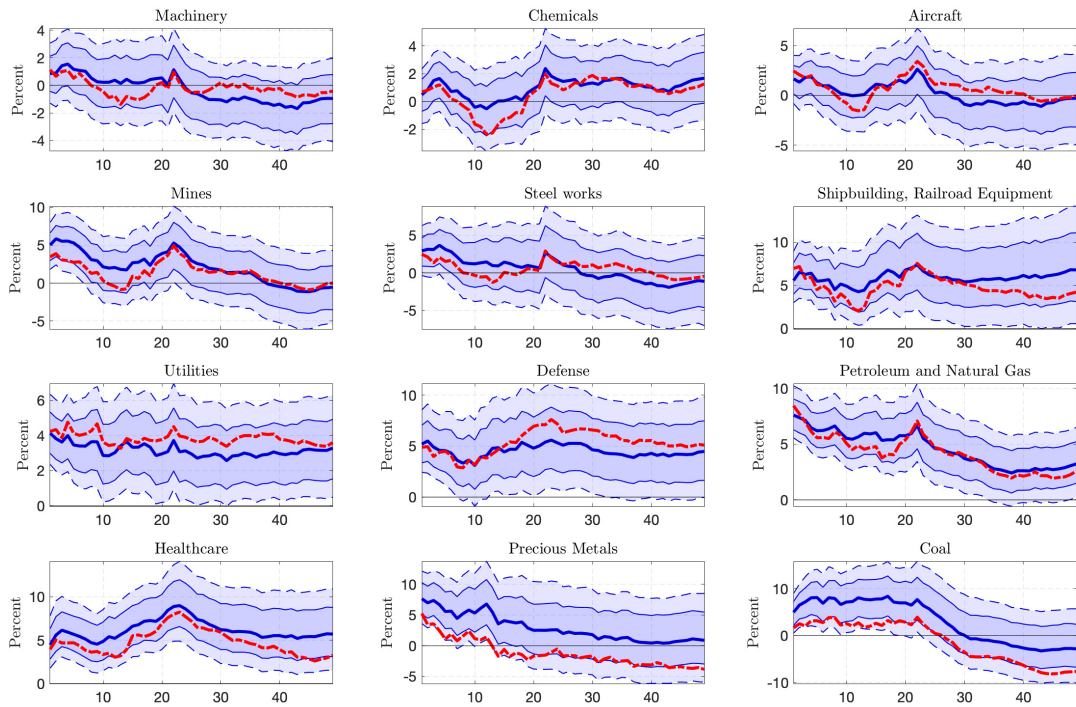 Machinery
Chemicals
Aircraft
Percent
4
2
0
-2
-4
10 20 30 40
Percent
4
2
0
-2
10 20 30 40
Percent
5
0
-5
10 20 30 40
Mines
Steel works
Shipbuilding, Railroad Equipment
Percent
10
5
0
-5
10 20 30 40
Percent
5
0
-5
10 20 30 40
Percent
10
5
0
10 20 30 40
Utilities
Defense
Petroleum and Natural Gas
Percent
6
4
2
0
10 20 30 40
Percent
10
5
0
10 20 30 40
Percent
10
5
0
10 20 30 40
Healthcare
Precious Metals
Coal
Percent
10
5
0
10 20 30 40
Percent
10
5
0
-5
10 20 30 40
Percent
10
0
-10
10 20 30 40